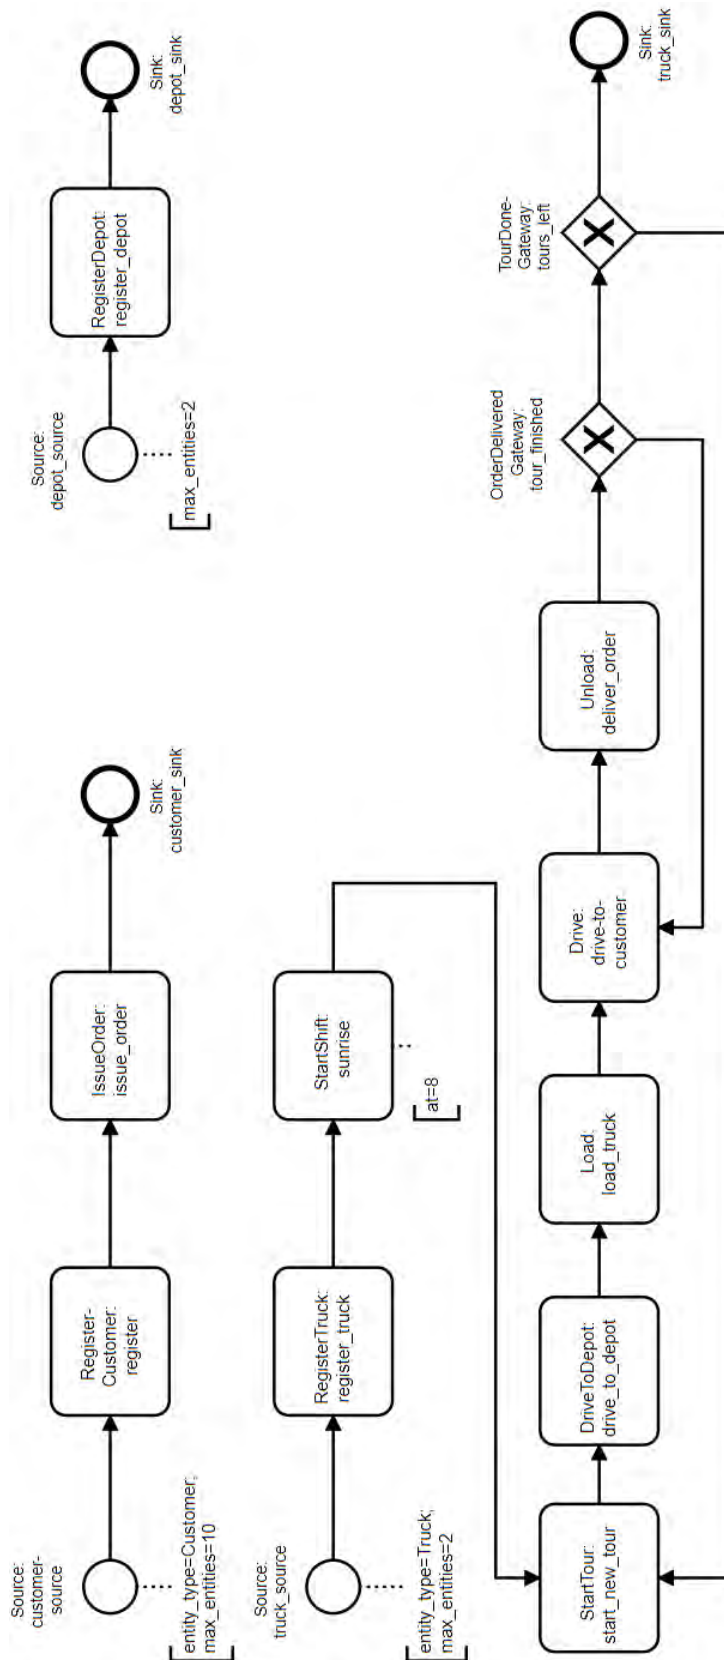 Source:
customer-
source
entity_type=Customer;
max_entities=10
Register-
Customer:
register
IssueOrder:
issue_order
Sink:
customer_sink
Source:
depot_source
max_entities=2
RegisterDepot:
register_depot
Sink:
depot_sink
Source:
truck_source
entity_type=Truck;
max_entities=2
RegisterTruck:
register_truck
StartShift:
sunrise
at=8
StartTour:
start_new_tour
DriveToDepot:
drive_to_depot
Load:
load_truck
Drive:
drive-to-
customer
Unload:
deliver_order
OrderDelivered
Gateway:
tour_finished
X
TourDone-
Gateway:
tours_left
X
Sink:
truck_sink